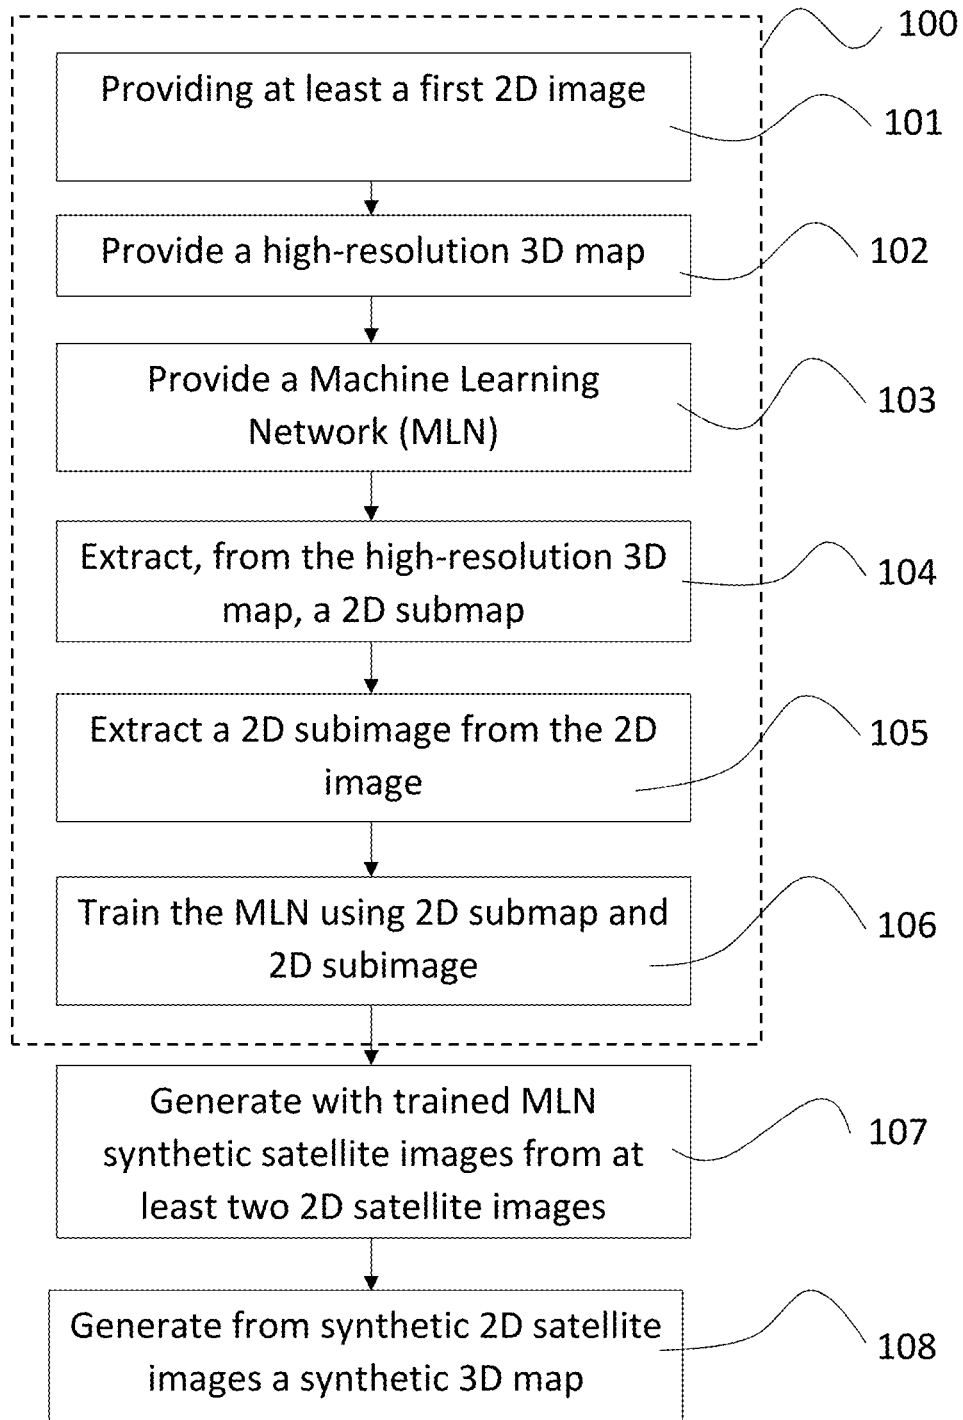 100
Providing at least a first 2D image
101
Provide a high-resolution 3D map
102
Provide a Machine Learning
Network (MLN)
103
Extract, from the high-resolution 3D
map, a 2D submap
104
Extract a 2D subimage from the 2D
image
105
Train the MLN using 2D submap and
2D subimage
106
Generate with trained MLN
synthetic satellite images from at
least two 2D satellite images
107
Generate from synthetic 2D satellite
images a synthetic 3D map
108